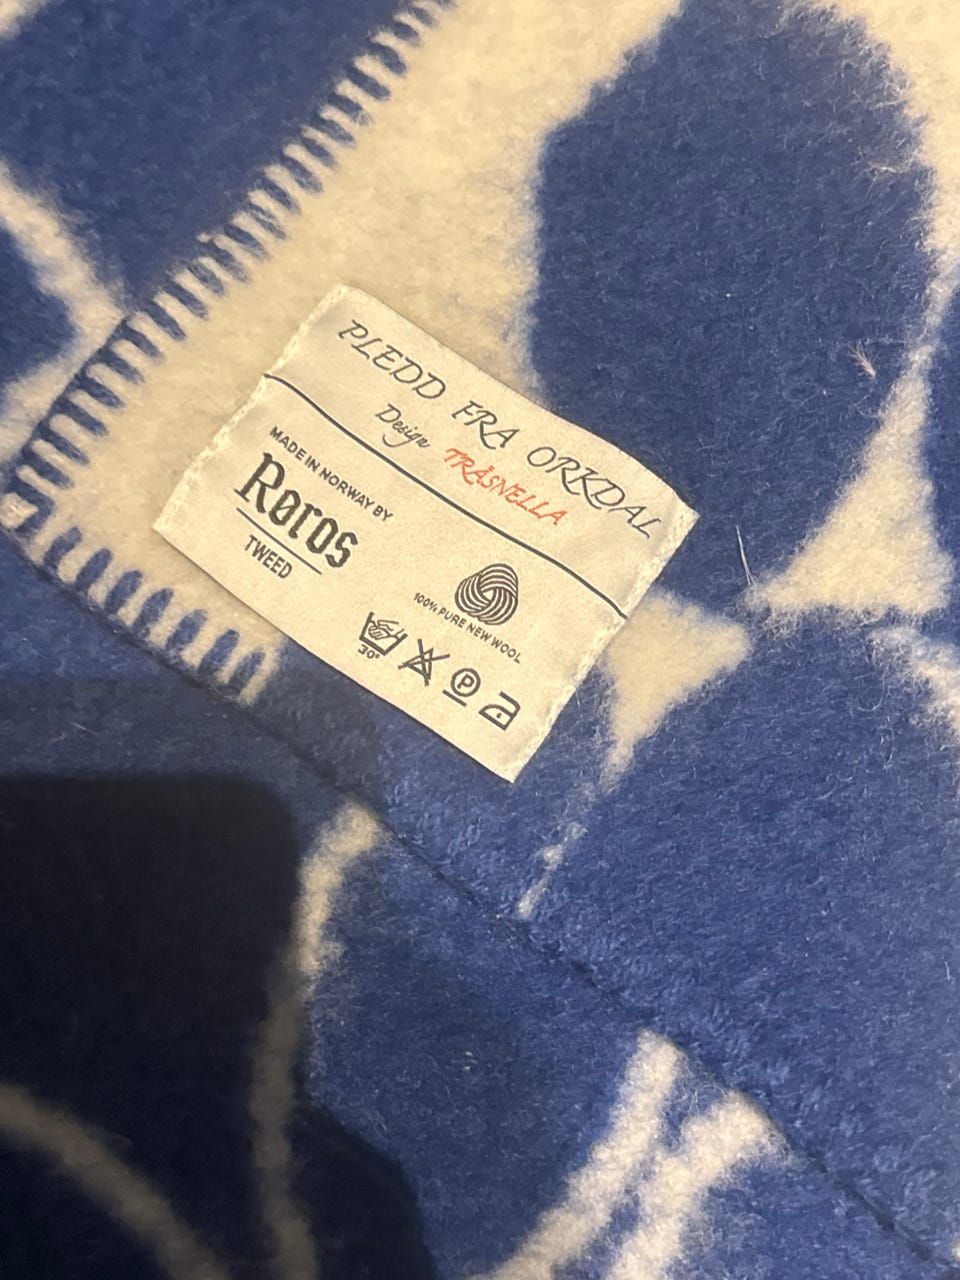 PLEDD FRA ORKDAL
Design TRÅSNELLA
MADE IN NORWAY BY
Røros
TWEED
100% PURE NEW WOOL
30°
P